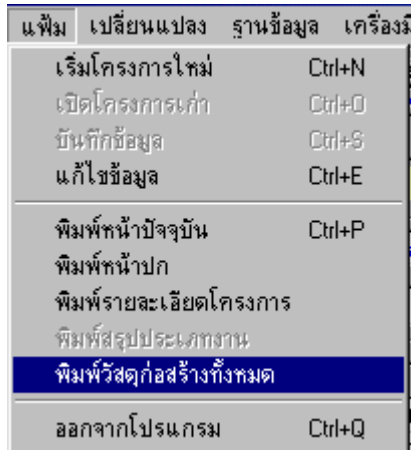 แฟ้ม เปลี่ยนแปลง ฐานข้อมูล เครื่องมื
เริ่มโครงการใหม่ Ctrl+N
เปิดโครงการเก่า Ctrl+O
บันทึกข้อมูล Ctrl+S
แก้ไขข้อมูล Ctrl+E
พิมพ์หน้าปัจจุบัน Ctrl+P
พิมพ์หน้าปก
พิมพ์รายละเอียดโครงการ
พิมพ์สรุปประเภทงาน
พิมพ์วัสดุก่อสร้างทั้งหมด
ออกจากโปรแกรม Ctrl+Q